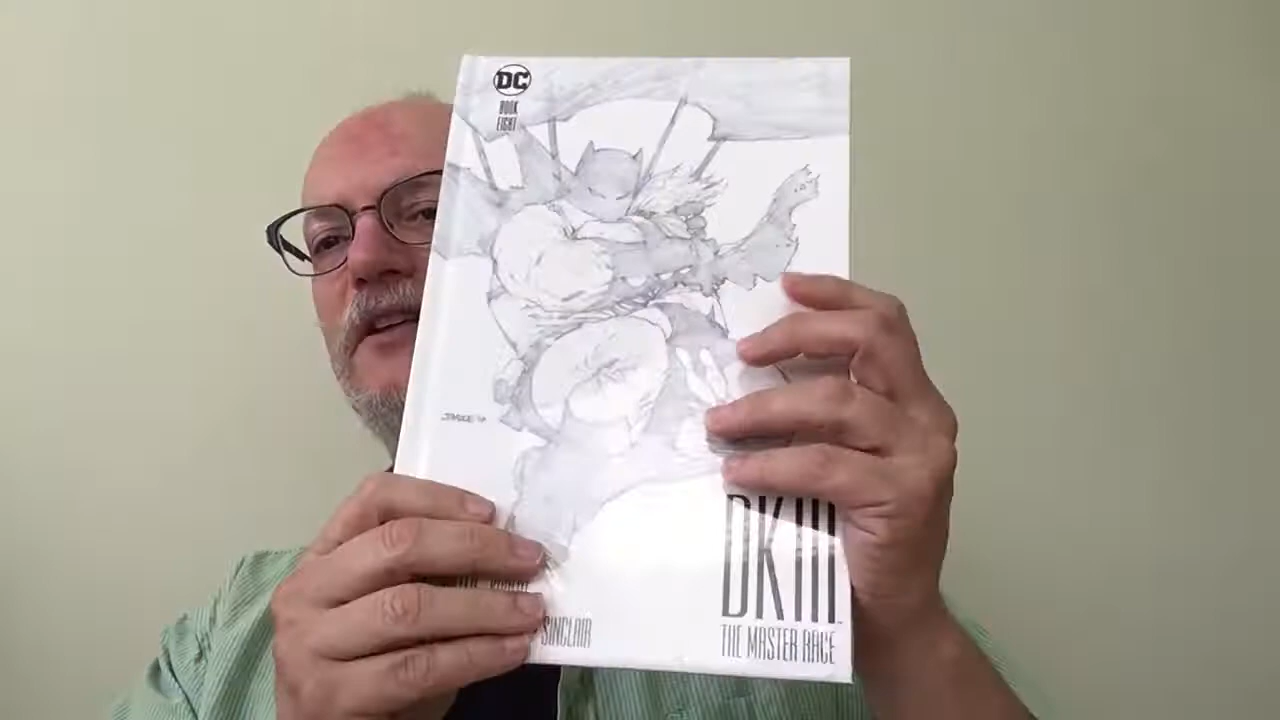 DC
BOOK
EIGHT
DKIII
THE MASTER RACE
SINCLAIR